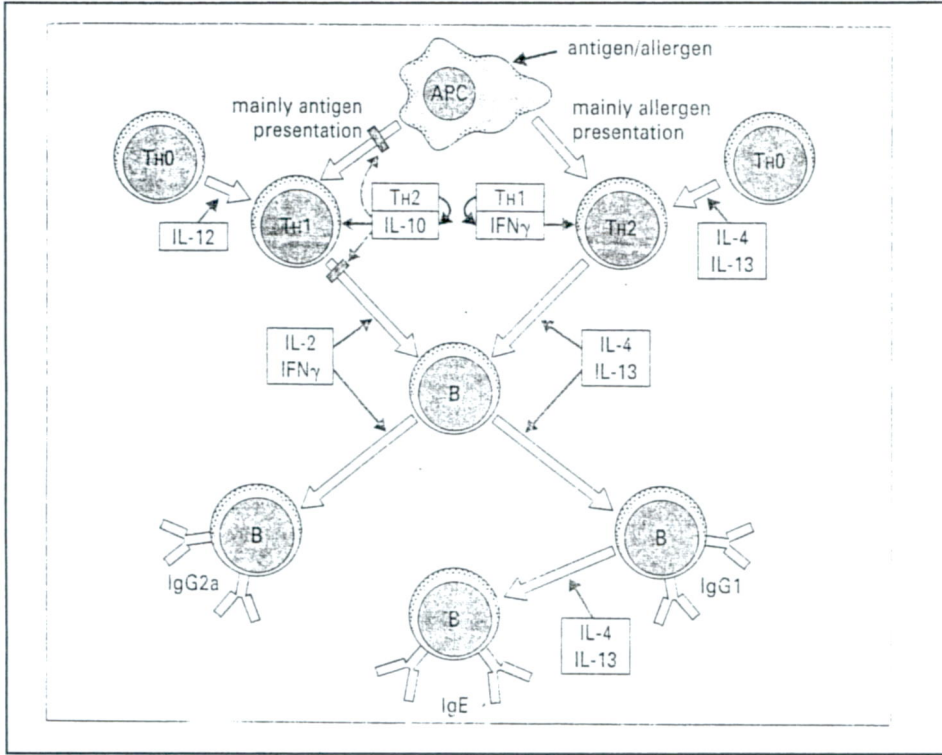 antigen/allergen
APC
mainly antigen
presentation
mainly allergen
presentation
TH0
TH0
TH1
TH2
IL-10
TH1
IFNγ
TH2
IL-12
IL-4
IL-13
IL-2
IFNγ
IL-4
IL-13
B
B
IgG2a
B
IgG1
B
IgE
IL-4
IL-13